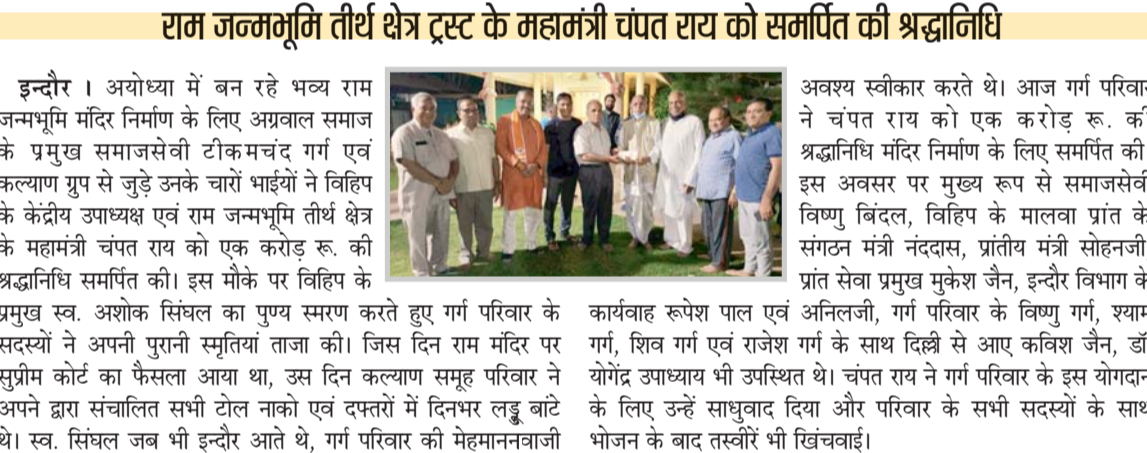 राम जन्मभूमि तीर्थ क्षेत्र ट्रस्ट के महामंत्री चंपत राय को समर्पित की श्रद्धानिधि
इन्दौर । अयोध्या में बन रहे भव्य राम
जन्मभूमि मंदिर निर्माण के लिए अग्रवाल समाज
के प्रमुख समाजसेवी टीकमचंद गर्ग एवं
कल्याण ग्रुप से जुड़े उनके चारों भाईयों ने विहिप
के केंद्रीय उपाध्यक्ष एवं राम जन्मभूमि तीर्थ क्षेत्र
के महामंत्री चंपत राय को एक करोड़ रू. की
श्रद्धानिधि समर्पित की। इस मौके पर विहिप के
प्रमुख स्व. अशोक सिंघल का पुण्य स्मरण करते हुए गर्ग परिवार के
सदस्यों ने अपनी पुरानी स्मृतियां ताजा की। जिस दिन राम मंदिर पर
सुप्रीम कोर्ट का फैसला आया था, उस दिन कल्याण समूह परिवार ने
अपने द्वारा संचालित सभी टोल नाको एवं दफ्तरों में दिनभर लड्डू बांटे
थे। स्व. सिंघल जब भी इन्दौर आते थे, गर्ग परिवार की मेहमाननवाजी
अवश्य स्वीकार करते थे। आज गर्ग परिवार
ने चंपत राय को एक करोड़ रू. की
श्रद्धानिधि मंदिर निर्माण के लिए समर्पित की
इस अवसर पर मुख्य रूप से समाजसेवी
विष्णु बिंदल, विहिप के मालवा प्रांत के
संगठन मंत्री नंददास, प्रांतीय मंत्री सोहनजी
प्रांत सेवा प्रमुख मुकेश जैन, इन्दौर विभाग के
कार्यवाह रूपेश पाल एवं अनिलजी, गर्ग परिवार के विष्णु गर्ग, श्याम
गर्ग, शिव गर्ग एवं राजेश गर्ग के साथ दिल्ली से आए कविश जैन, डॉ
योगेंद्र उपाध्याय भी उपस्थित थे। चंपत राय ने गर्ग परिवार के इस योगदान
के लिए उन्हें साधुवाद दिया और परिवार के सभी सदस्यों के साथ
भोजन के बाद तस्वीरें भी खिंचवाई।